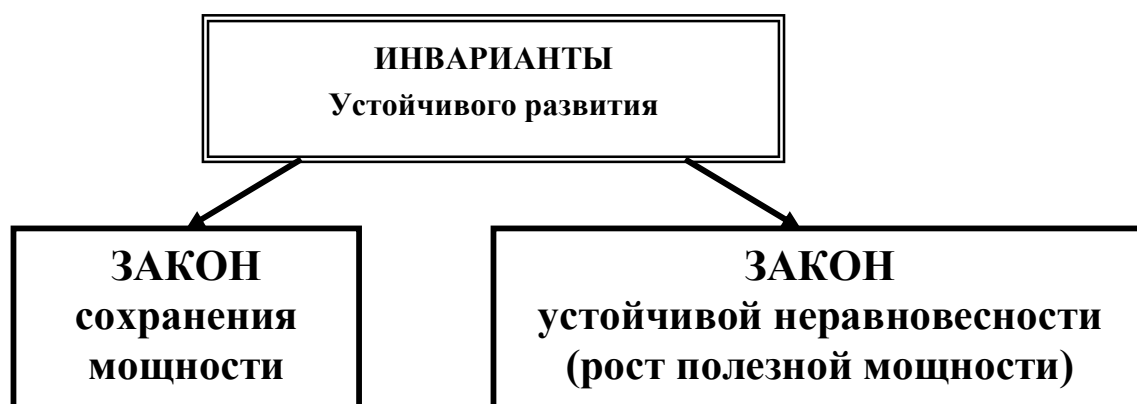 ИНВАРИАНТЫ
Устойчивого развития
ЗАКОН
сохранения
мощности
ЗАКОН
устойчивой неравновесности
(рост полезной мощности)